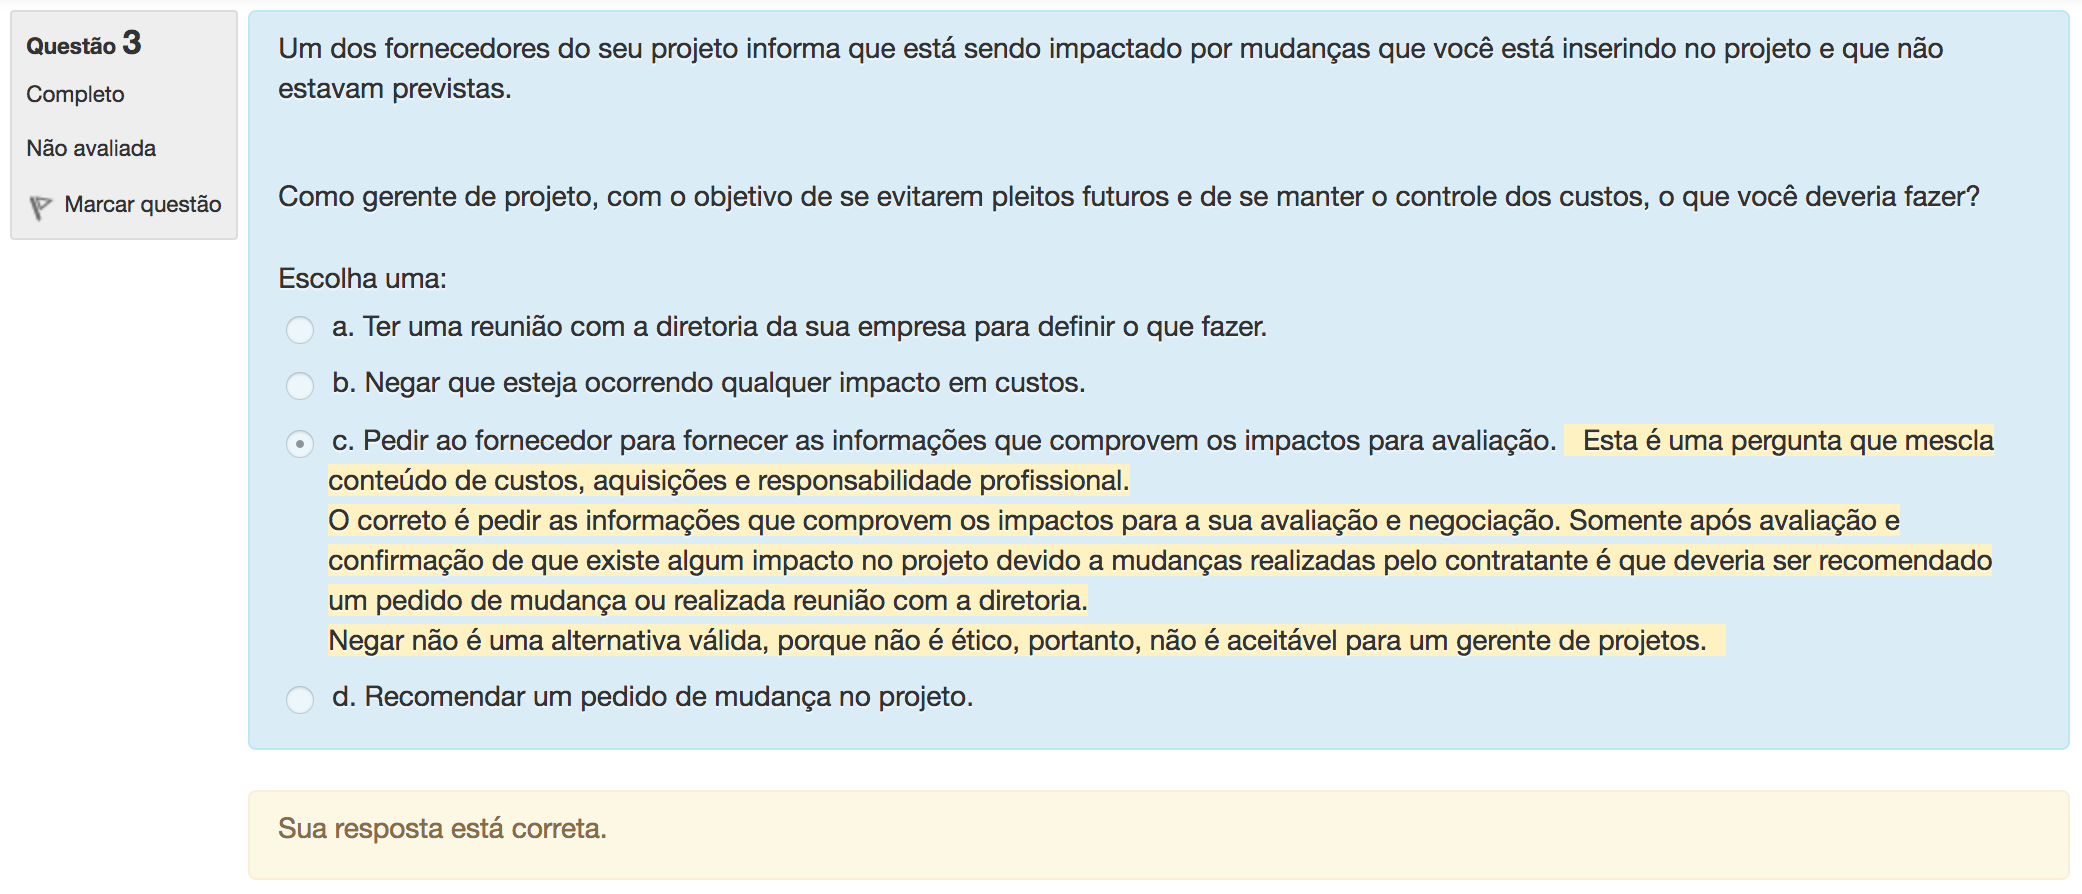 Questão 3
Completo
Não avaliada
Marcar questão
Um dos fornecedores do seu projeto informa que está sendo impactado por mudanças que você está inserindo no projeto e que não
estavam previstas.
Como gerente de projeto, com o objetivo de se evitarem pleitos futuros e de se manter o controle dos custos, o que você deveria fazer?
Escolha uma:
a. Ter uma reunião com a diretoria da sua empresa para definir o que fazer.
b. Negar que esteja ocorrendo qualquer impacto em custos.
c. Pedir ao fornecedor para fornecer as informações que comprovem os impactos para avaliação. Esta é uma pergunta que mescla
conteúdo de custos, aquisições e responsabilidade profissional.
O correto é pedir as informações que comprovem os impactos para a sua avaliação e negociação. Somente após avaliação e
confirmação de que existe algum impacto no projeto devido a mudanças realizadas pelo contratante é que deveria ser recomendado
um pedido de mudança ou realizada reunião com a diretoria.
Negar não é uma alternativa válida, porque não é ético, portanto, não é aceitável para um gerente de projetos.
d. Recomendar um pedido de mudança no projeto.
Sua resposta está correta.